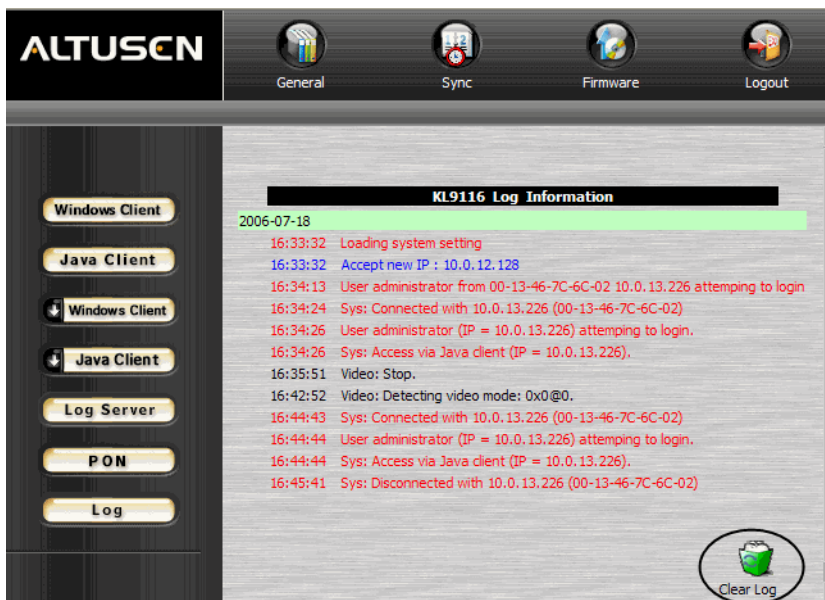 ALTUSEN
General
Sync
Firmware
Logout
Windows Client
Java Client
Windows Client
Java Client
Log Server
PON
Log
KL9116 Log Information
2006-07-18
16:33:32 Loading system setting
16:33:32 Accept new IP : 10.0.12.128
16:34:13 User administrator from 00-13-46-7C-6C-02 10.0.13.226 attemping to login
16:34:24 Sys: Connected with 10.0.13.226 (00-13-46-7C-6C-02)
16:34:26 User administrator (IP = 10.0.13.226) attemping to login.
16:34:26 Sys: Access via Java client (IP = 10.0.13.226).
16:35:51 Video: Stop.
16:42:52 Video: Detecting video mode: 0x0@0.
16:44:43 Sys: Connected with 10.0.13.226 (00-13-46-7C-6C-02)
16:44:44 User administrator (IP = 10.0.13.226) attemping to login.
16:44:44 Sys: Access via Java client (IP = 10.0.13.226).
16:45:41 Sys: Disconnected with 10.0.13.226 (00-13-46-7C-6C-02)
Clear Log